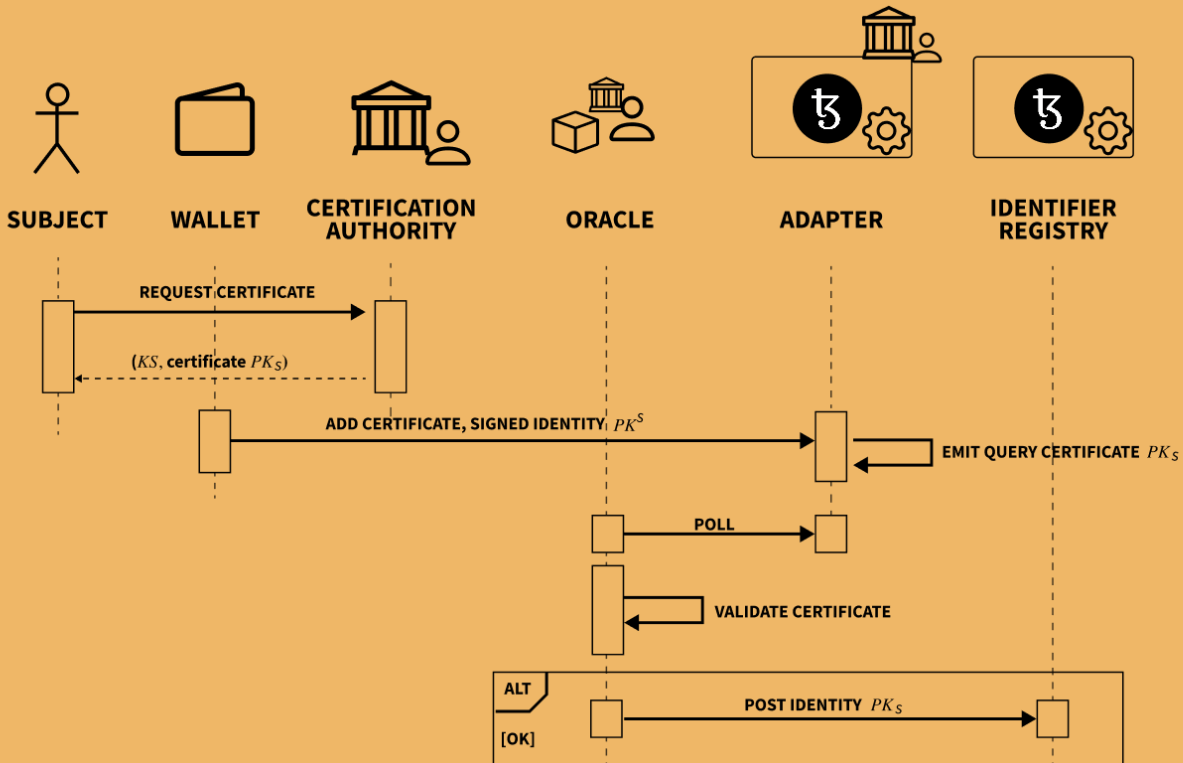 SUBJECT
WALLET
CERTIFICATION
AUTHORITY
ORACLE
ADAPTER
IDENTIFIER
REGISTRY
REQUEST CERTIFICATE
(KS, certificate PKS)
ADD CERTIFICATE, SIGNED IDENTITY PK^S
EMIT QUERY CERTIFICATE PKS
POLL
VALIDATE CERTIFICATE
ALT
POST IDENTITY PKS
[OK]